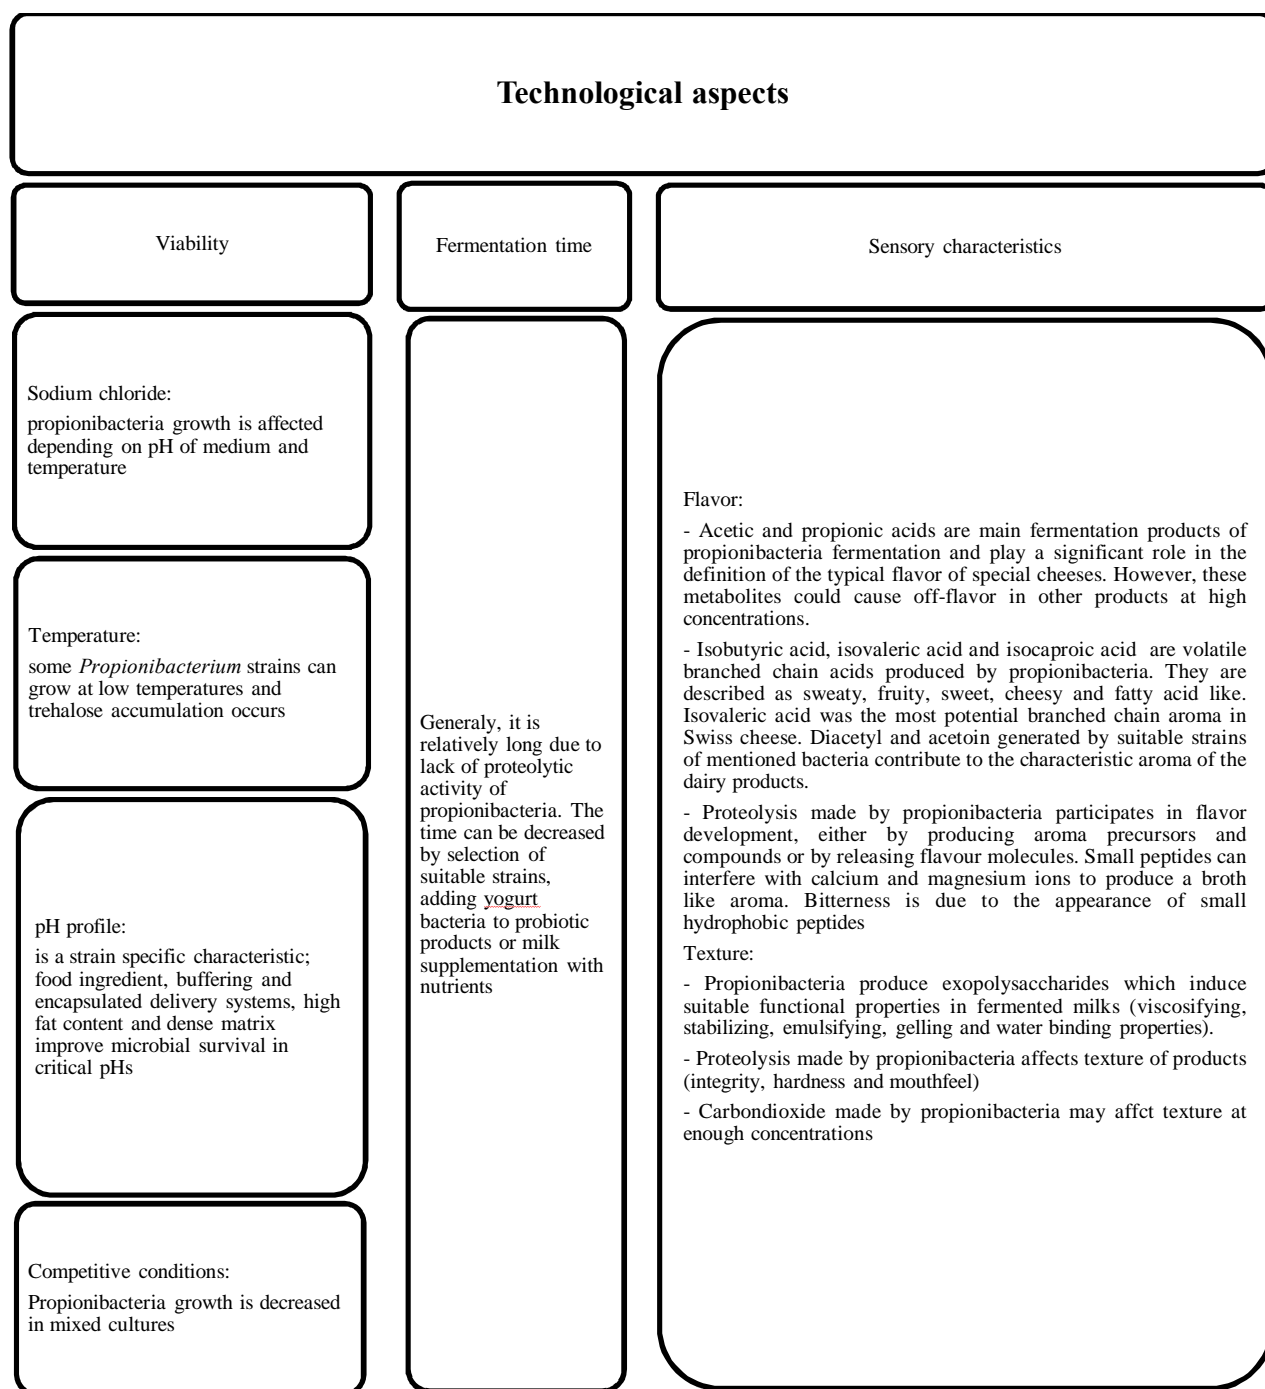 Technological aspects
Viability
Fermentation time
Sensory characteristics
Sodium chloride:
propionibacteria growth is affected
depending on pH of medium and
temperature
Temperature:
some Propionibacterium strains can
grow at low temperatures and
trehalose accumulation occurs
pH profile:
is a strain specific characteristic;
food ingredient, buffering and
encapsulated delivery systems, high
fat content and dense matrix
improve microbial survival in
critical pHs
Competitive conditions:
Propionibacteria growth is decreased
in mixed cultures
Generaly, it is
relatively long due to
lack of proteolytic
activity of
propionibacteria. The
time can be decreased
by selection of
suitable strains,
adding yogurt
bacteria to probiotic
products or milk
supplementation with
nutrients
Flavor:
- Acetic and propionic acids are main fermentation products of
propionibacteria fermentation and play a significant role in the
definition of the typical flavor of special cheeses. However, these
metabolites could cause off-flavor in other products at high
concentrations.
- Isobutyric acid, isovaleric acid and isocaproic acid are volatile
branched chain acids produced by propionibacteria. They are
described as sweaty, fruity, sweet, cheesy and fatty acid like.
Isovaleric acid was the most potential branched chain aroma in
Swiss cheese. Diacetyl and acetoin generated by suitable strains
of mentioned bacteria contribute to the characteristic aroma of the
dairy products.
- Proteolysis made by propionibacteria participates in flavor
development, either by producing aroma precursors and
compounds or by releasing flavour molecules. Small peptides can
interfere with calcium and magnesium ions to produce a broth
like aroma. Bitterness is due to the appearance of small
hydrophobic peptides
Texture:
- Propionibacteria produce exopolysaccharides which induce
suitable functional properties in fermented milks (viscosifying,
stabilizing, emulsifying, gelling and water binding properties).
- Proteolysis made by propionibacteria affects texture of products
(integrity, hardness and mouthfeel)
- Carbondioxide made by propionibacteria may affct texture at
enough concentrations